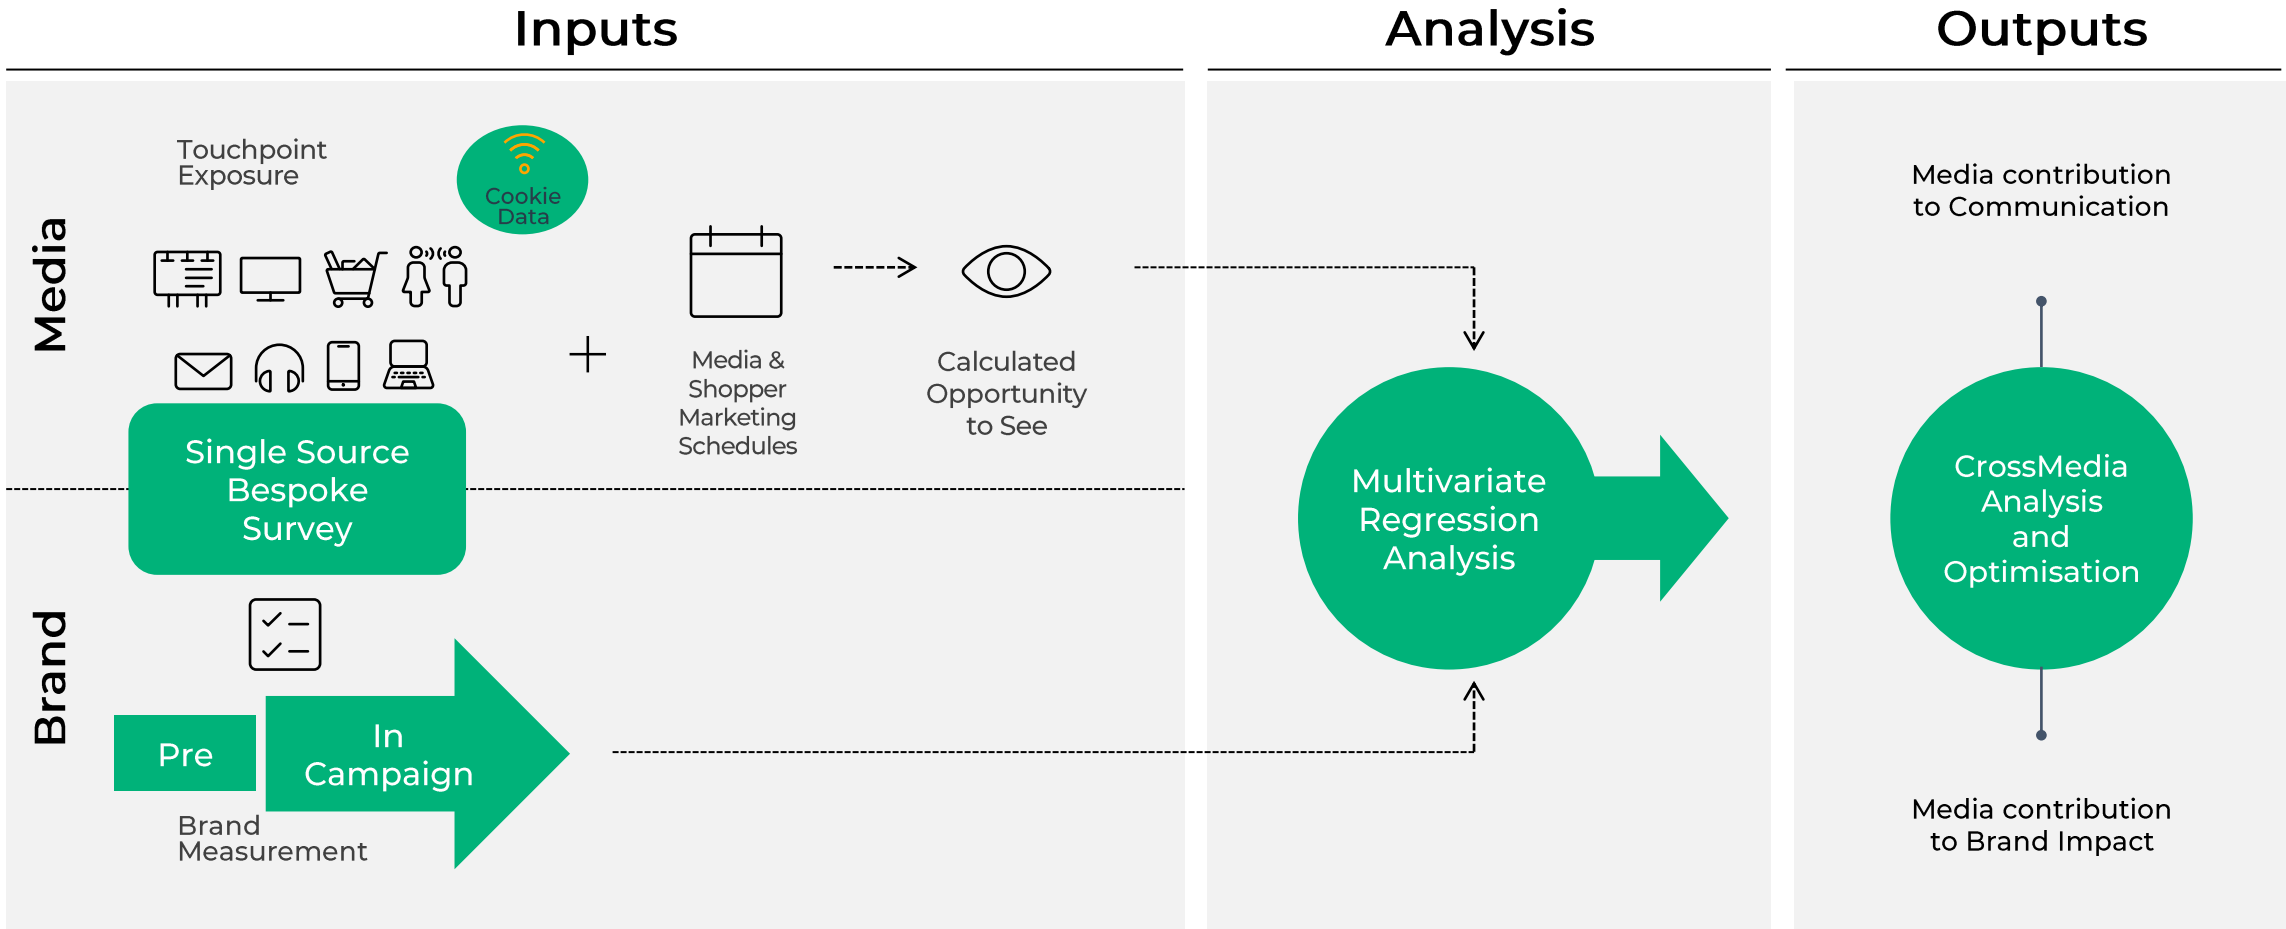 Inputs
Analysis
Outputs
Media
Touchpoint
Exposure
Cookie
Data
Media &
Shopper
Marketing
Schedules
Calculated
Opportunity
to See
Single Source
Bespoke
Survey
Brand
Pre
In
Campaign
Brand
Measurement
Multivariate
Regression
Analysis
Media contribution
to Communication
CrossMedia
Analysis
and
Optimisation
Media contribution
to Brand Impact